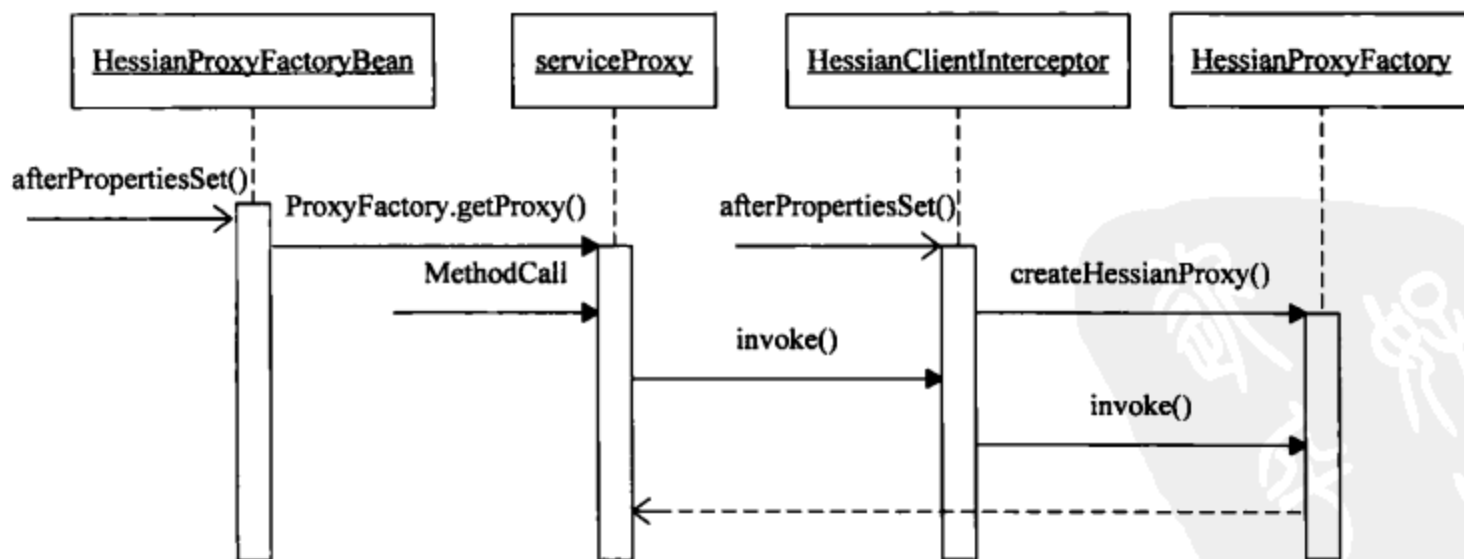 HessianProxyFactoryBean
serviceProxy
HessianClientInterceptor
HessianProxyFactory
afterPropertiesSet()
ProxyFactory.getProxy()
afterPropertiesSet()
MethodCall
createHessianProxy()
invoke()
invoke()